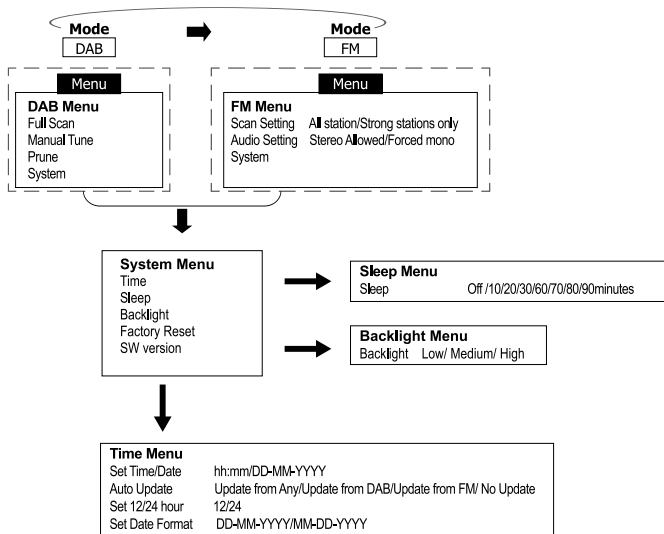 Mode
DAB
Mode
FM
Menu
DAB Menu
Full Scan
Manual Tune
Prune
System
Menu
FM Menu
Scan Setting All station/Strong stations only
Audio Setting Stereo Allowed/Forced mono
System
System Menu
Time
Sleep
Backlight
Factory Reset
SW version
Sleep Menu
Sleep Off /10/20/30/60/70/80/90minutes
Backlight Menu
Backlight Low/ Medium/ High
Time Menu
Set Time/Date hh:mm/DD-MM-YYYY
Auto Update Update from Any/Update from DAB/Update from FM/ No Update
Set 12/24 hour 12/24
Set Date Format DD-MM-YYYY/MM-DD-YYYY